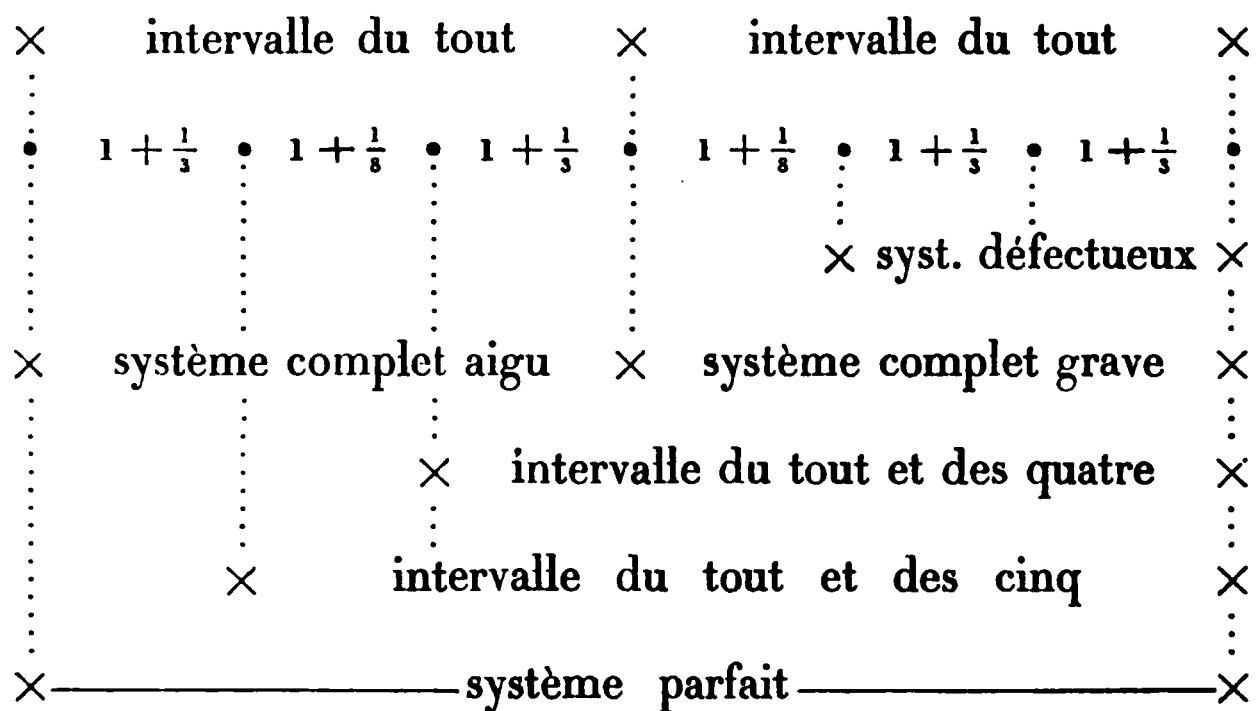 × intervalle du tout × intervalle du tout ×
• 1 + 1/3 • 1 + 1/8 • 1 + 1/3 • 1 + 1/8 • 1 + 1/3 • 1 + 1/3 •
× syst. défectueux ×
× système complet aigu × système complet grave ×
× intervalle du tout et des quatre ×
× intervalle du tout et des cinq ×
× système parfait ×